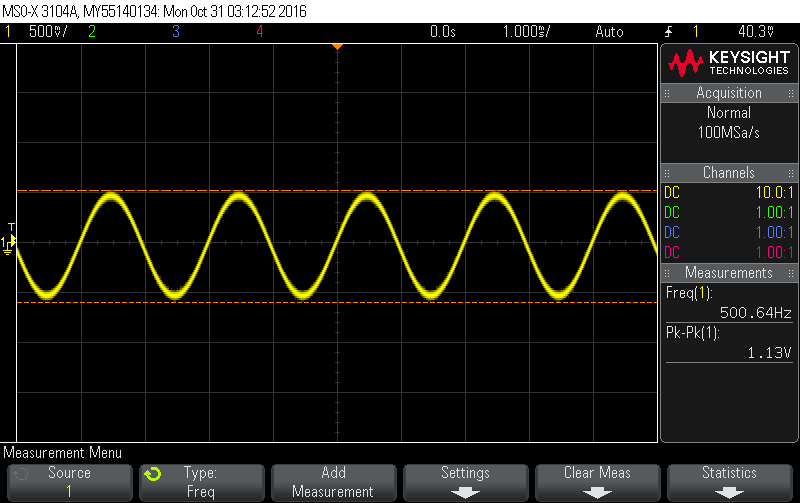 MSO-X 3104A, MY55140134: Mon Oct 31 03:12:52 2016
1 500mV/ 2 3 4 0.0s 1.000ms/ Auto 1 40.3mV
KEYSIGHT
TECHNOLOGIES
Acquisition
Normal
100MSa/s
Channels
DC 10.0:1
DC 1.00:1
DC 1.00:1
DC 1.00:1
Measurements
Freq(1):
500.64Hz
Pk-Pk(1):
1.13V
T
1
Measurement Menu
Source
1
Type:
Freq
Add
Measurement
Settings
Clear Meas
Statistics